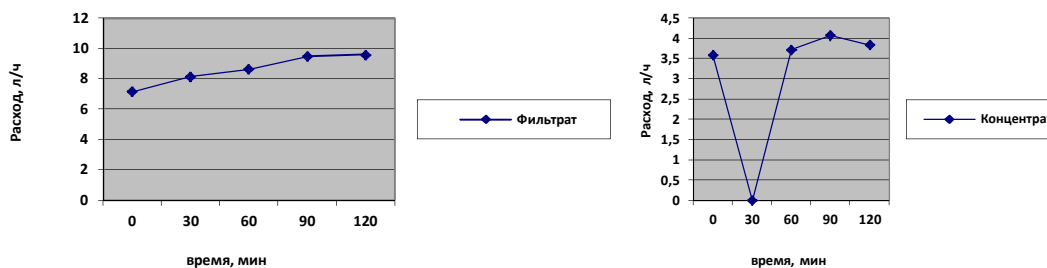 12
10
8
6
4
2
0
0 30 60 90 120
Расход, л/ч
время, мин
Фильтрат
4,5
4
3,5
3
2,5
2
1,5
1
0,5
0
0 30 60 90 120
Расход, л/ч
время, мин
Концентрат